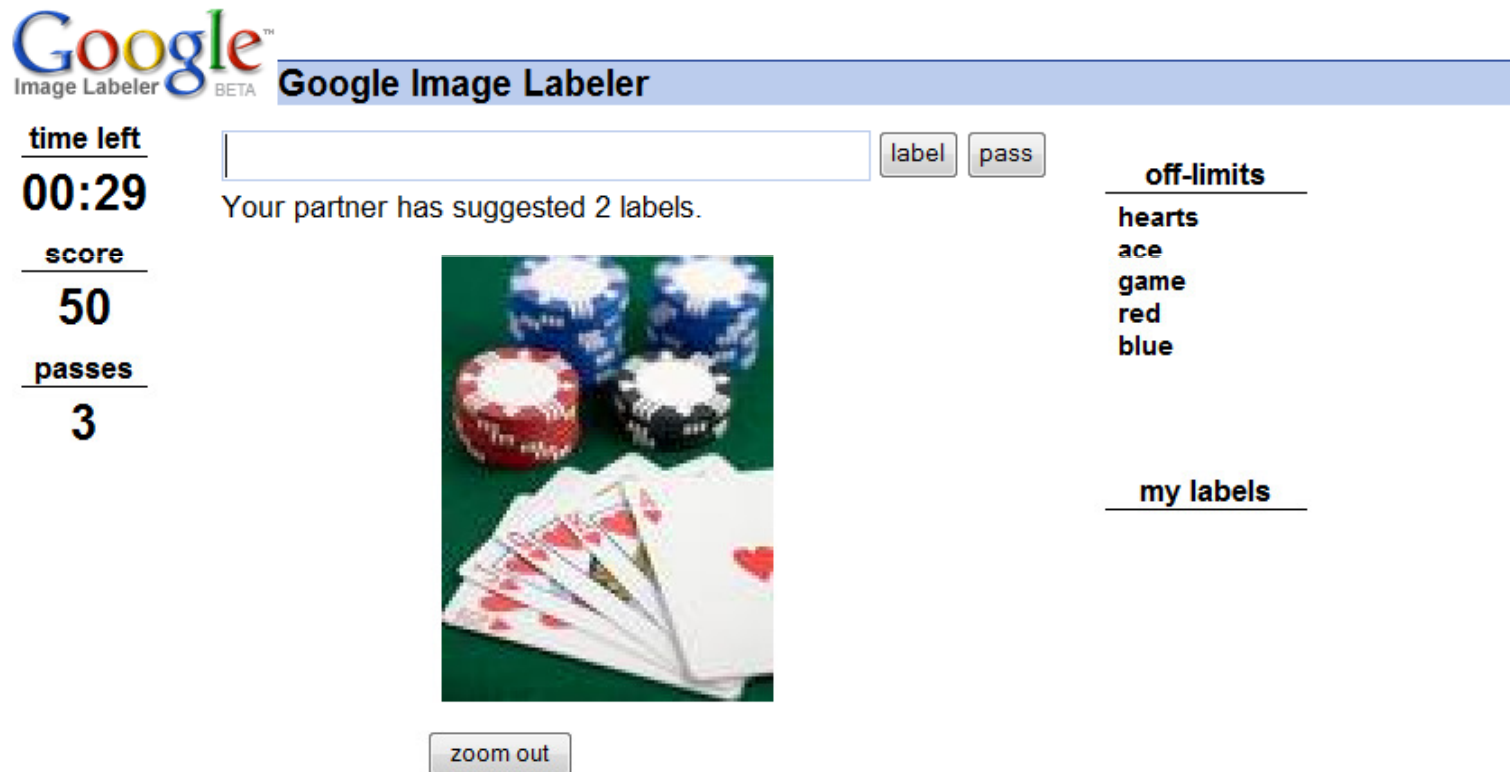 Google™
Image Labeler BETA
Google Image Labeler
time left
00:29
score
50
passes
3
label
pass
Your partner has suggested 2 labels.
off-limits
hearts
ace
game
red
blue
my labels
zoom out